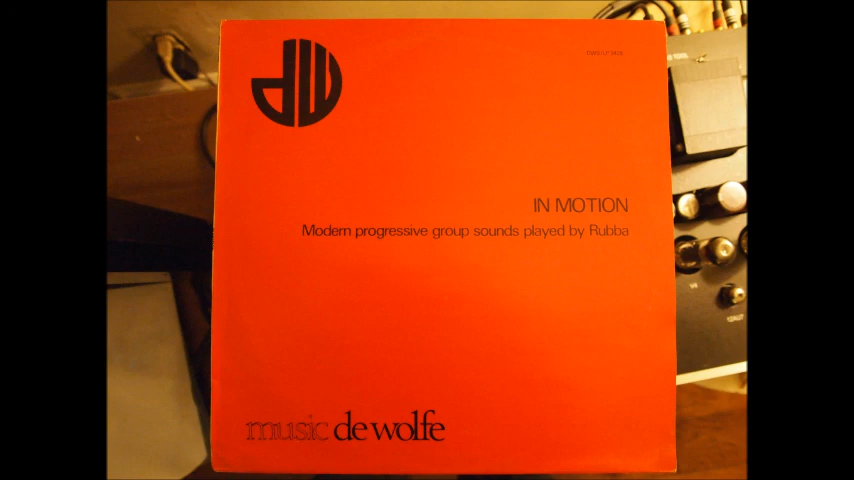 dw
IN MOTION
Modern progressive group sounds played by Rubba
music de wolfe